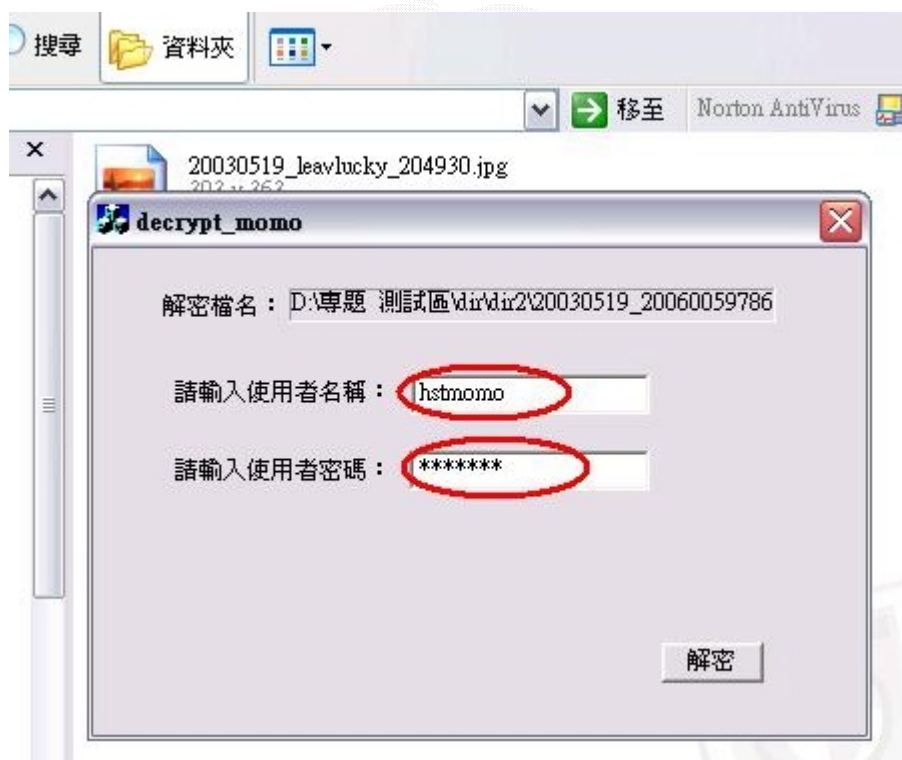 搜尋 資料夾
移至 Norton AntiVirus
20030519_leavlucky_204930.jpg
decrypt_momo
解密檔名： D:\專題 測試區\dir\dir2\20030519_20060059786
請輸入使用者名稱： hstmomo
請輸入使用者密碼： *******
解密